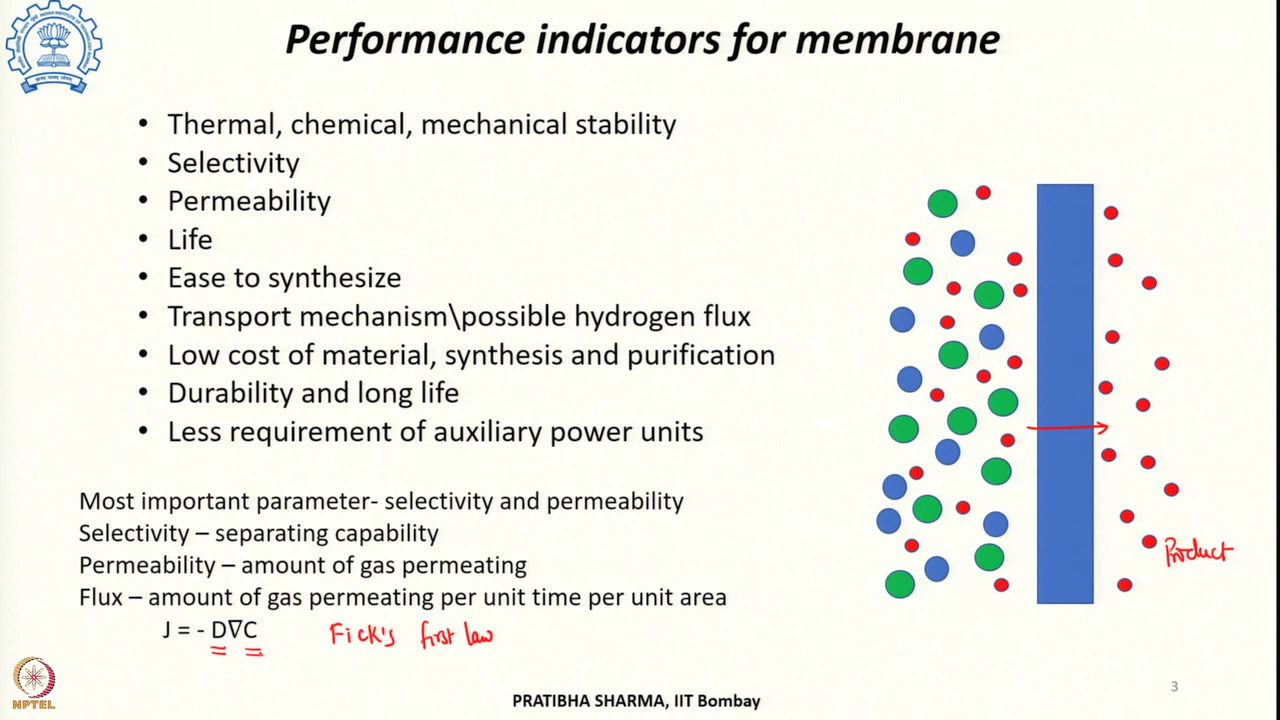 Performance indicators for membrane
• Thermal, chemical, mechanical stability
• Selectivity
• Permeability
• Life
• Ease to synthesize
• Transport mechanism\possible hydrogen flux
• Low cost of material, synthesis and purification
• Durability and long life
• Less requirement of auxiliary power units
Most important parameter- selectivity and permeability
Selectivity – separating capability
Permeability – amount of gas permeating
Flux – amount of gas permeating per unit time per unit area
J = - D∇C
Fick's first law
Product
NPTEL
PRATIBHA SHARMA, IIT Bombay
3